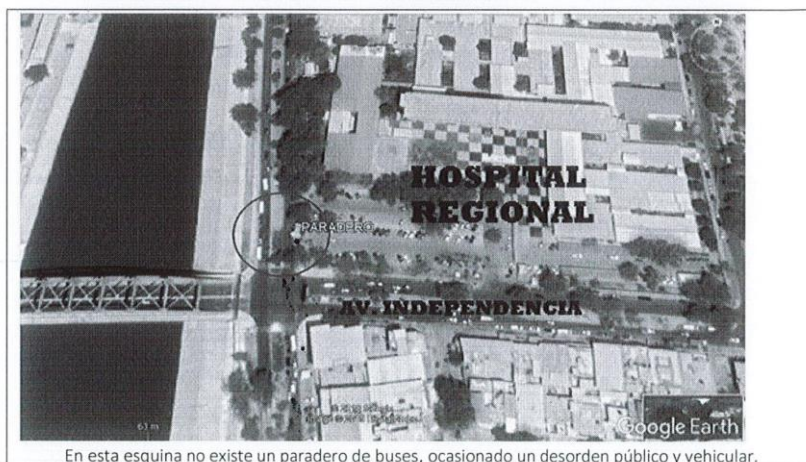 HOSPITAL
REGIONAL
PARADERO
AV. INDEPENDENCIA
63 m
Google Earth
En esta esquina no existe un paradero de buses, ocasionado un desorden público y vehicular.